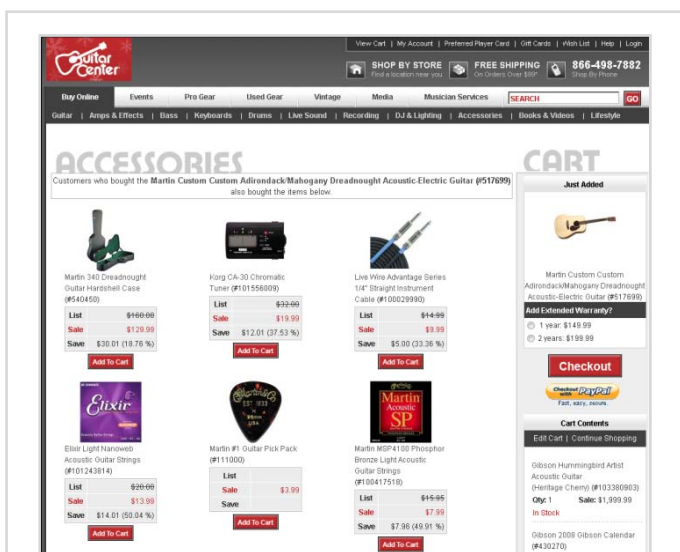 Guitar Center
View Cart | My Account | Preferred Player Card | Gift Cards | Wish List | Help | Login
SHOP BY STORE
Find a location near you
FREE SHIPPING
On Orders Over $99*
866-498-7882
Shop By Phone
Buy Online Events Pro Gear Used Gear Vintage Media Musician Services SEARCH GO
Guitar | Amps & Effects | Bass | Keyboards | Drums | Live Sound | Recording | DJ & Lighting | Accessories | Books & Videos | Lifestyle
ACCESSORIES
Customers who bought the Martin Custom Custom Adirondack/Mahogany Dreadnought Acoustic-Electric Guitar (#517699)
also bought the items below.
Martin 340 Dreadnought
Guitar Hardshell Case
(#540450)
List $160.00
Sale $129.99
Save $30.01 (18.76 %)
Add To Cart
Korg CA-30 Chromatic
Tuner (#101556009)
List $32.00
Sale $19.99
Save $12.01 (37.53 %)
Add To Cart
Live Wire Advantage Series
1/4" Straight Instrument
Cable (#100029990)
List $14.99
Sale $9.99
Save $5.00 (33.36 %)
Add To Cart
Elixir
Elixir Light Nanoweb
Acoustic Guitar Strings
(#101243814)
List $28.00
Sale $13.99
Save $14.01 (50.04 %)
Add To Cart
Martin & Co
EST. 1833
USA
Martin #1 Guitar Pick Pack
(#111000)
List
Sale $3.99
Save
Add To Cart
Martin
Acoustic
SP
Martin MSP4100 Phosphor
Bronze Light Acoustic
Guitar Strings
(#100417518)
List $15.95
Sale $7.99
Save $7.96 (49.91 %)
Add To Cart
CART
Just Added
Martin Custom Custom
Adirondack/Mahogany Dreadnought
Acoustic-Electric Guitar (#517699)
Add Extended Warranty?
1 year: $149.99
2 years: $199.99
Checkout
Checkout with PayPal
Fast, easy, secure.
Cart Contents
Edit Cart | Continue Shopping
Gibson Hummingbird Artist
Acoustic Guitar
(Heritage Cherry) (#103380903)
Qty: 1 Sale: $1,999.99
In Stock
Gibson 2008 Gibson Calendar
(#430270)